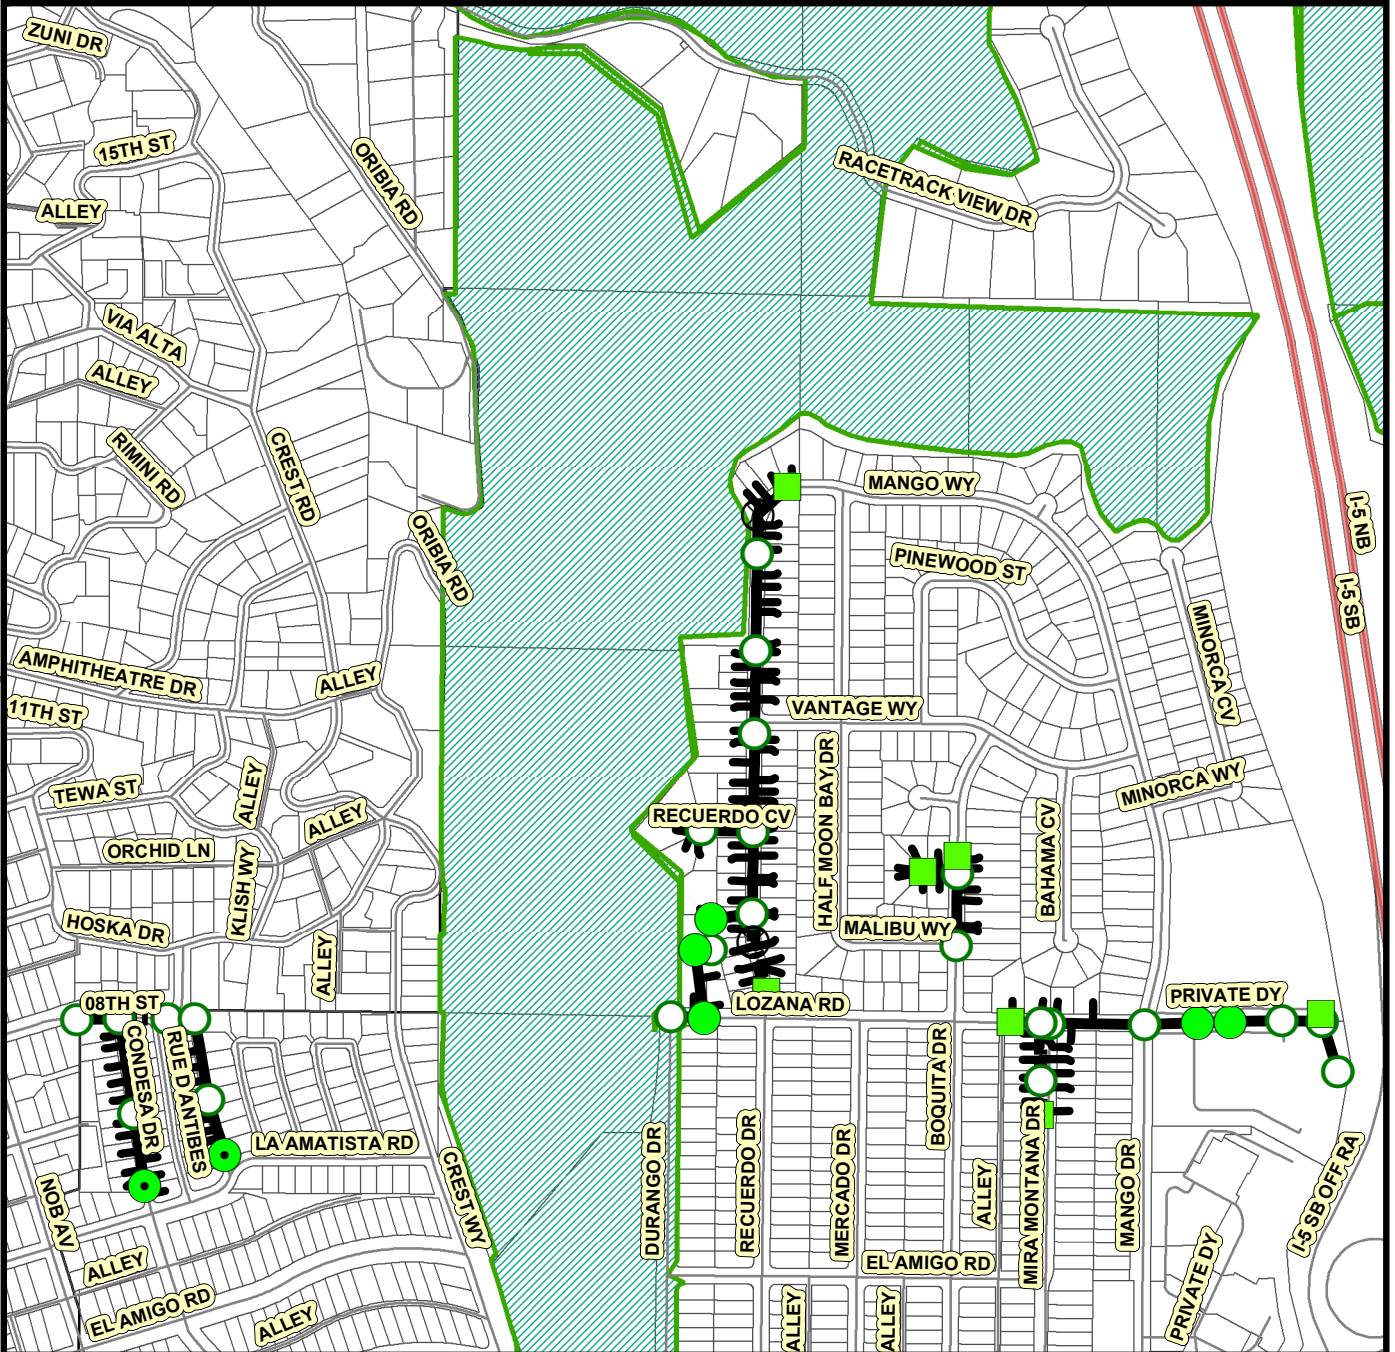 ZUNI DR
15TH ST
ORIBIA RD
RACETRACK VIEW DR
ALLEY
VIA ALTA
ALLEY
RIMINI RD
CREST RD
MANGO WY
I-5 NB
ORIBIA RD
PINEWOOD ST
I-5 SB
MINORCA CV
AMPHITHEATRE DR
ALLEY
11TH ST
VANTAGE WY
TEWA ST
ALLEY
ALLEY
RECUERDO CV
HALF MOON BAY DR
MINORCA WY
BAHAMA CV
ORCHID LN
KLISH WY
HOSKA DR
MALIBU WY
ALLEY
08TH ST
LOZANA RD
PRIVATE DY
CONDESA DR
RUE D ANTIBES
LA AMATISTA RD
BOQUITA DR
DURANGO DR
RECUERDO DR
MERCADO DR
ALLEY
MIRA MONTANA DR
MANGO DR
I-5 SB OFF RA
NOB AV
CREST WY
ALLEY
EL AMIGO RD
PRIVATE DY
EL AMIGO RD
ALLEY
ALLEY
ALLEY